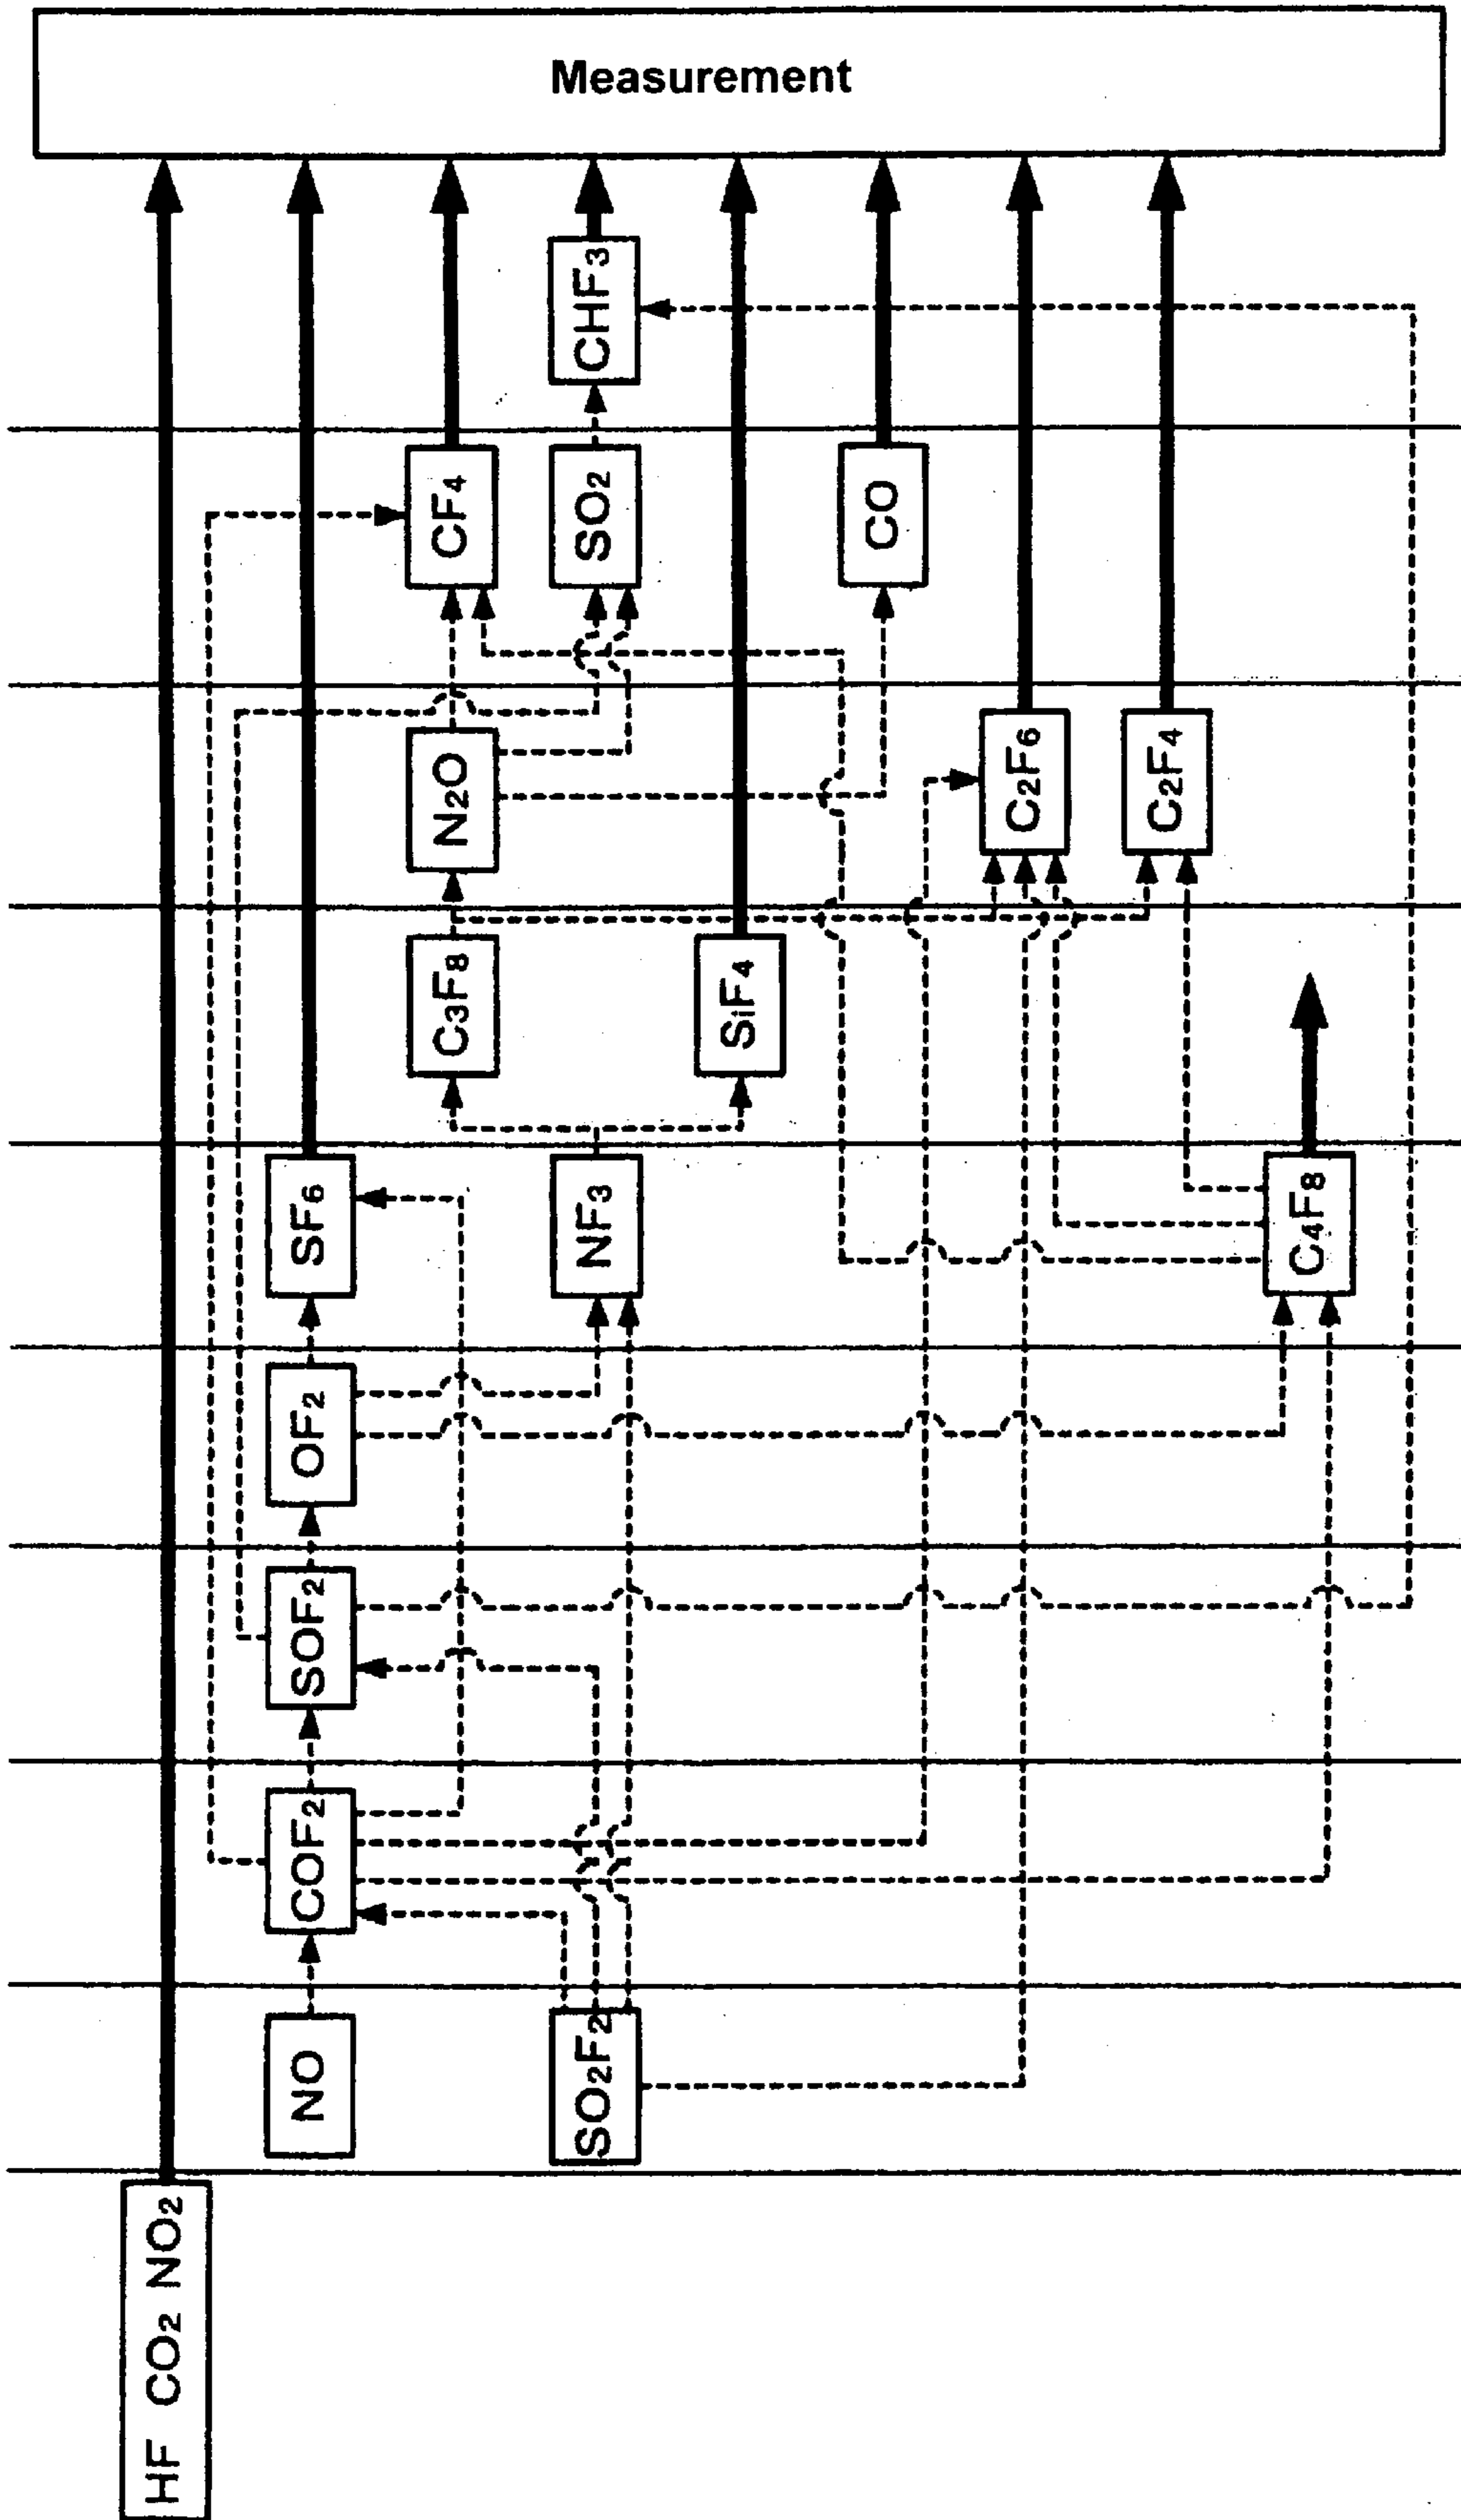 Measurement
CHF3
CF4
SO2
CO
N2O
C2F6
C2F4
C3F8
SiF4
SF6
NF3
C4F8
OF2
SOF2
COF2
NO
SO2F2
HF CO2 NO2